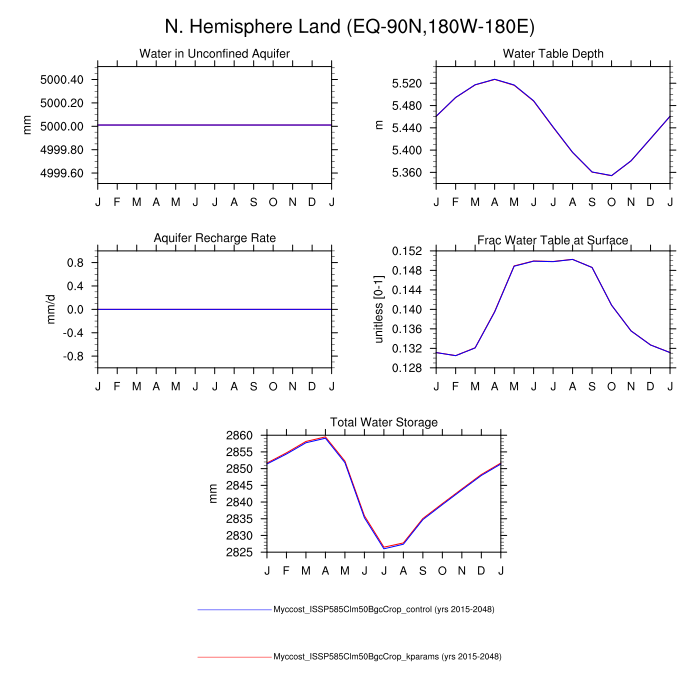 N. Hemisphere Land (EQ-90N,180W-180E)
Water in Unconfined Aquifer
5000.40
5000.20
5000.00
4999.80
4999.60
mm
J F M A M J J A S O N D J
Water Table Depth
5.520
5.480
5.440
5.400
5.360
m
J F M A M J J A S O N D J
Aquifer Recharge Rate
0.8
0.4
0.0
-0.4
-0.8
mm/d
J F M A M J J A S O N D J
Frac Water Table at Surface
0.152
0.148
0.144
0.140
0.136
0.132
0.128
unitless [0-1]
J F M A M J J A S O N D J
Total Water Storage
2860
2855
2850
2845
2840
2835
2830
2825
mm
J F M A M J J A S O N D J
Myccost_ISSP585Clm50BgcCrop_control (yrs 2015-2048)
Myccost_ISSP585Clm50BgcCrop_kparams (yrs 2015-2048)